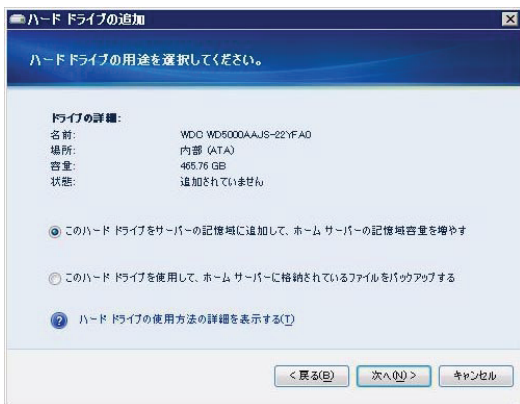 ハード ドライブの追加
ハード ドライブの用途を選択してください。
ドライブの詳細:
名前: WDC WD5000AAJS-22YFA0
場所: 内部 (ATA)
容量: 465.76 GB
状態: 追加されていません
このハード ドライブをサーバーの記憶域に追加して、ホーム サーバーの記憶域容量を増やす
このハード ドライブを使用して、ホーム サーバーに格納されているファイルをバックアップする
ハード ドライブの使用方法の詳細を表示する(T)
< 戻る(B) 次へ(N) > キャンセル